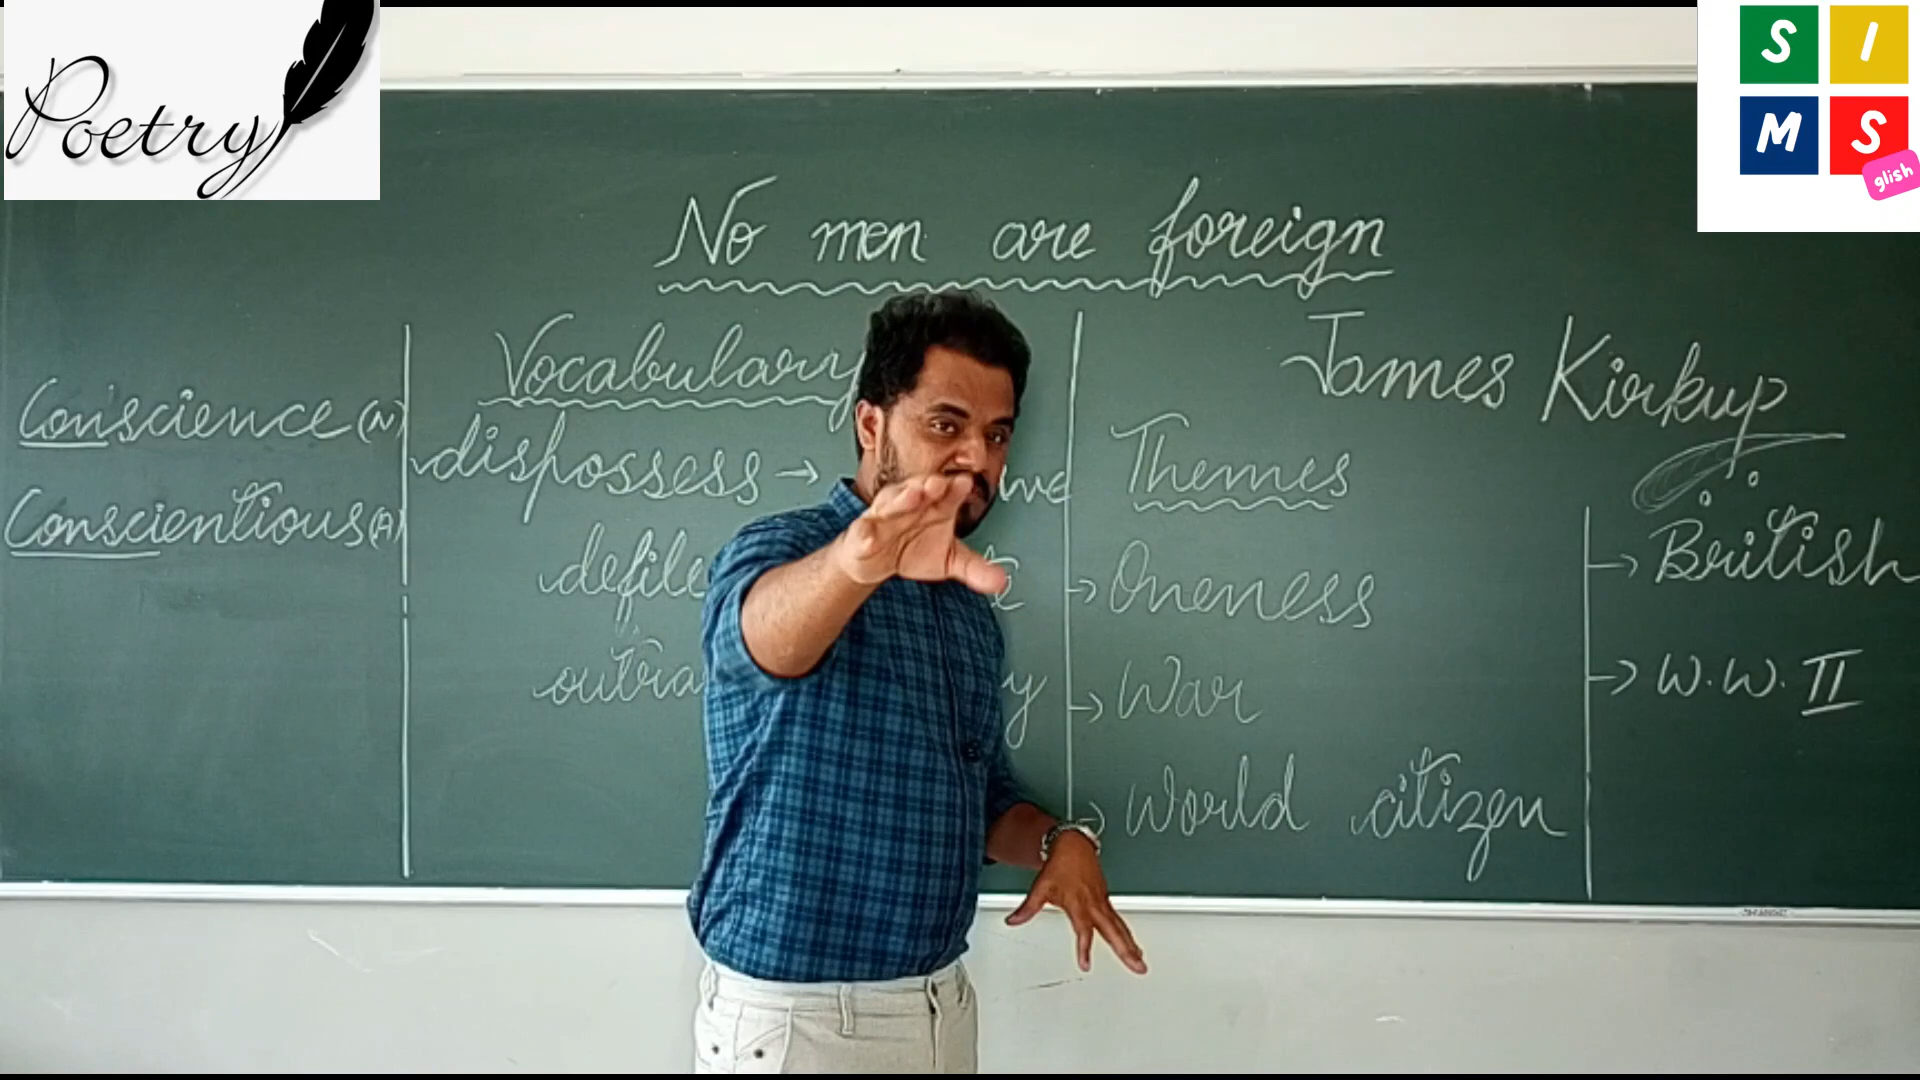 Poetry
S I
M S
glish
No men are foreign
Conscience (N)
Conscientious (A)
Vocabulary
dispossess →
defile
James Kirkup
Themes
→ Oneness
→ War
→ World citizen
→ British
→ W.W. II